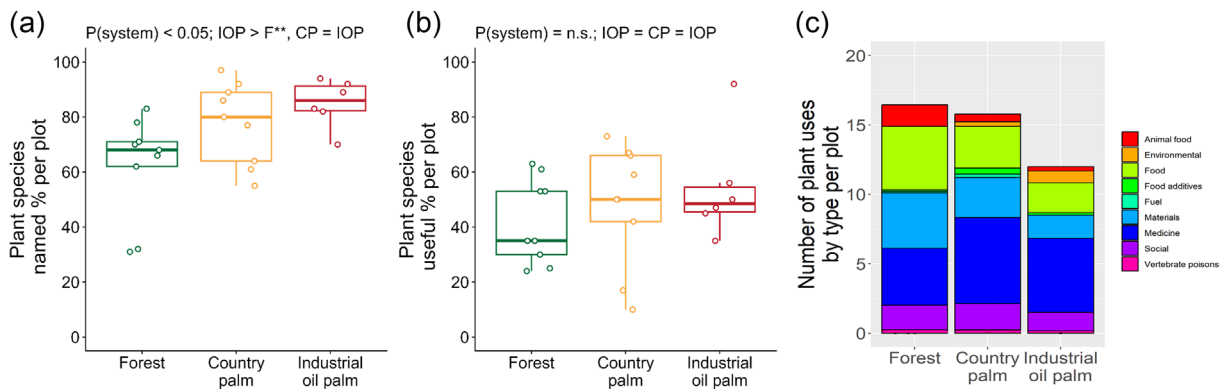 (a)
P(system) < 0.05; IOP > F**, CP = IOP
Plant species
named % per plot
100
80
60
40
20
0
Forest
Country
palm
Industrial
oil palm
(b)
P(system) = n.s.; IOP = CP = IOP
Plant species
useful % per plot
100
80
60
40
20
0
Forest
Country
palm
Industrial
oil palm
(c)
Number of plant uses
by type per plot
20
15
10
5
0
Forest
Country
palm
Industrial
oil palm
Animal food
Environmental
Food
Food additives
Fuel
Materials
Medicine
Social
Vertebrate poisons